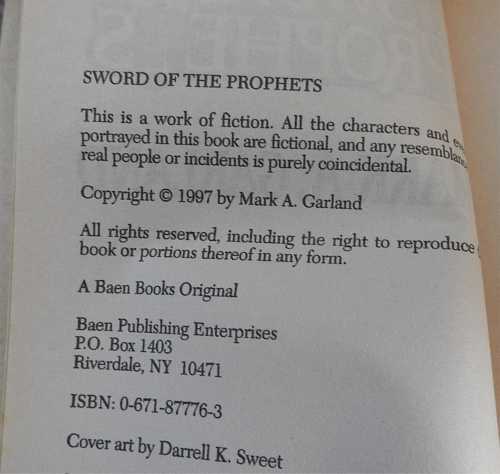 SWORD OF THE PROPHETS
This is a work of fiction. All the characters and
portrayed in this book are fictional, and any
real people or incidents is purely coincidental.
Copyright © 1997 by Mark A. Garland
All rights reserved, including the right to reproduce
book or portions thereof in any form.
A Baen Books Original
Baen Publishing Enterprises
P.O. Box 1403
Riverdale, NY 10471
ISBN: 0-671-87776-3
Cover art by Darrell K. Sweet